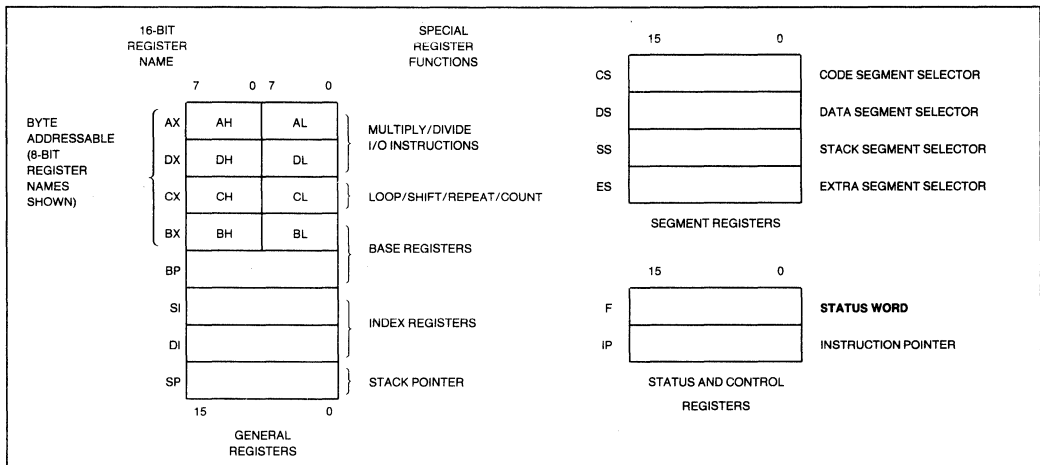 16-BIT
REGISTER
NAME
SPECIAL
REGISTER
FUNCTIONS
7 0 7 0
BYTE
ADDRESSABLE
(8-BIT
REGISTER
NAMES
SHOWN)
AX AH AL
DX DH DL
MULTIPLY/DIVIDE
I/O INSTRUCTIONS
CX CH CL LOOP/SHIFT/REPEAT/COUNT
BX BH BL
BP
BASE REGISTERS
SI
DI
INDEX REGISTERS
SP STACK POINTER
15 0
GENERAL
REGISTERS
15 0
CS CODE SEGMENT SELECTOR
DS DATA SEGMENT SELECTOR
SS STACK SEGMENT SELECTOR
ES EXTRA SEGMENT SELECTOR
SEGMENT REGISTERS
15 0
F STATUS WORD
IP INSTRUCTION POINTER
STATUS AND CONTROL
REGISTERS